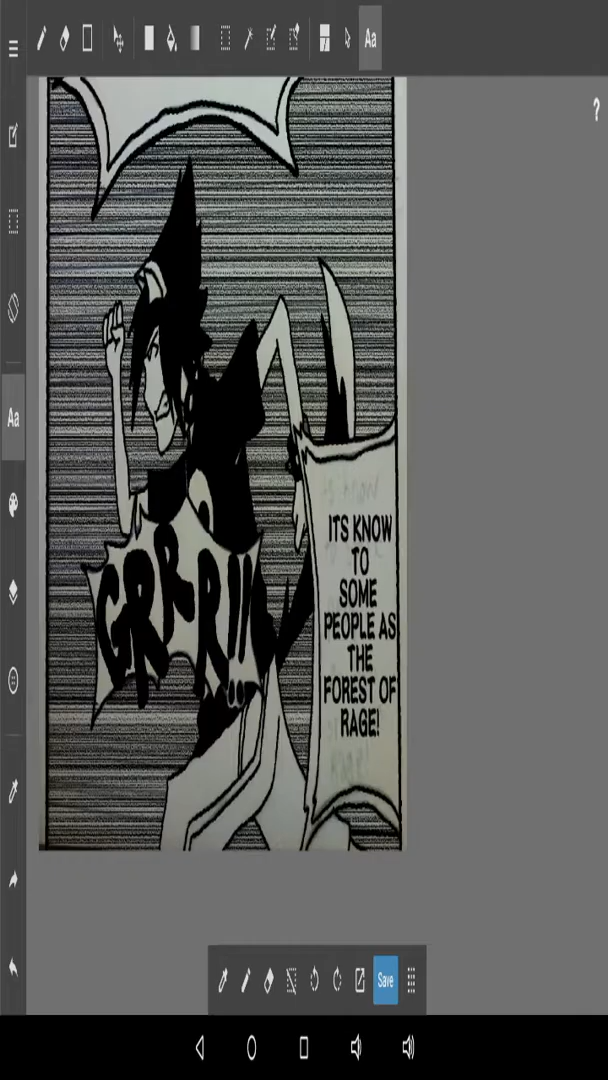 Aa
?
Aa
GRRR!!
ITS KNOW
TO
SOME
PEOPLE AS
THE
FOREST OF
RAGE!
Save